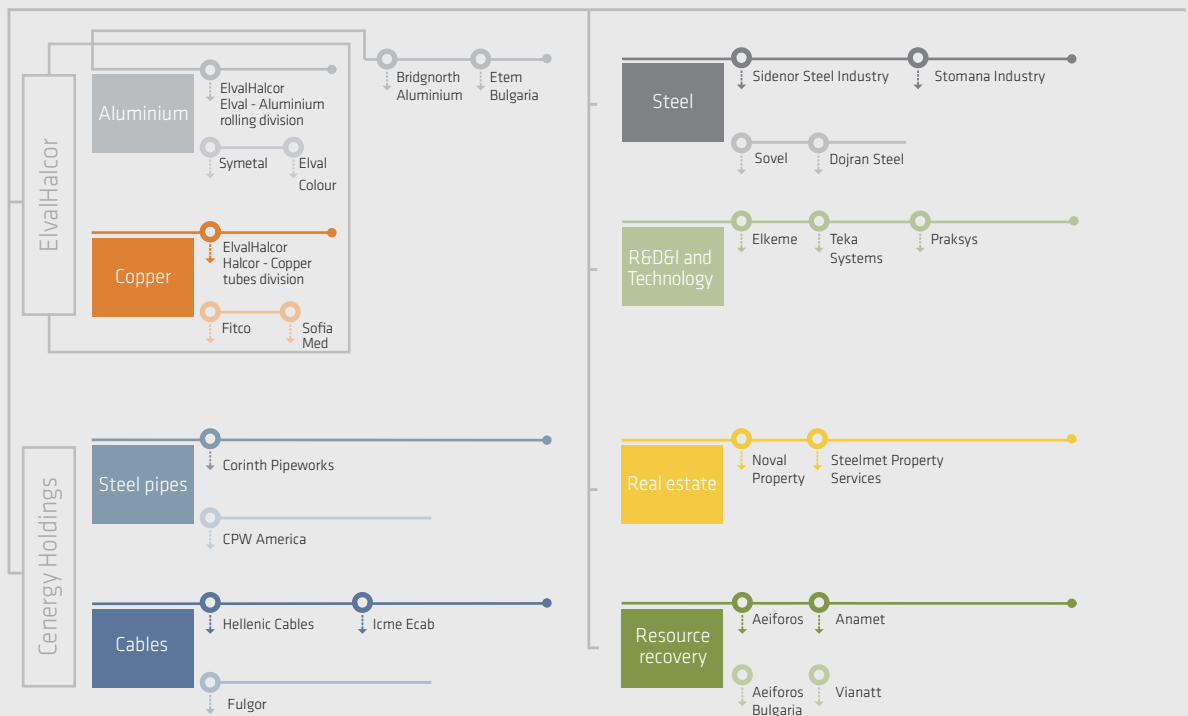 ElvalHalcor
Aluminium
ElvalHalcor
Elval - Aluminium
rolling division
Symetal
Elval
Colour
Bridgnorth
Aluminium
Etem
Bulgaria
Copper
ElvalHalcor
Halcor - Copper
tubes division
Fitco
Sofia
Med
Cenergy Holdings
Steel pipes
Corinth Pipeworks
CPW America
Cables
Hellenic Cables
Icme Ecab
Fulgor
Steel
Sidenor Steel Industry
Stomana Industry
Sovel
Dojran Steel
R&D&I and
Technology
Elkeme
Teka
Systems
Praksys
Real estate
Noval
Property
Steelmet Property
Services
Resource
recovery
Aeiforos
Anamet
Aeiforos
Bulgaria
Vianatt